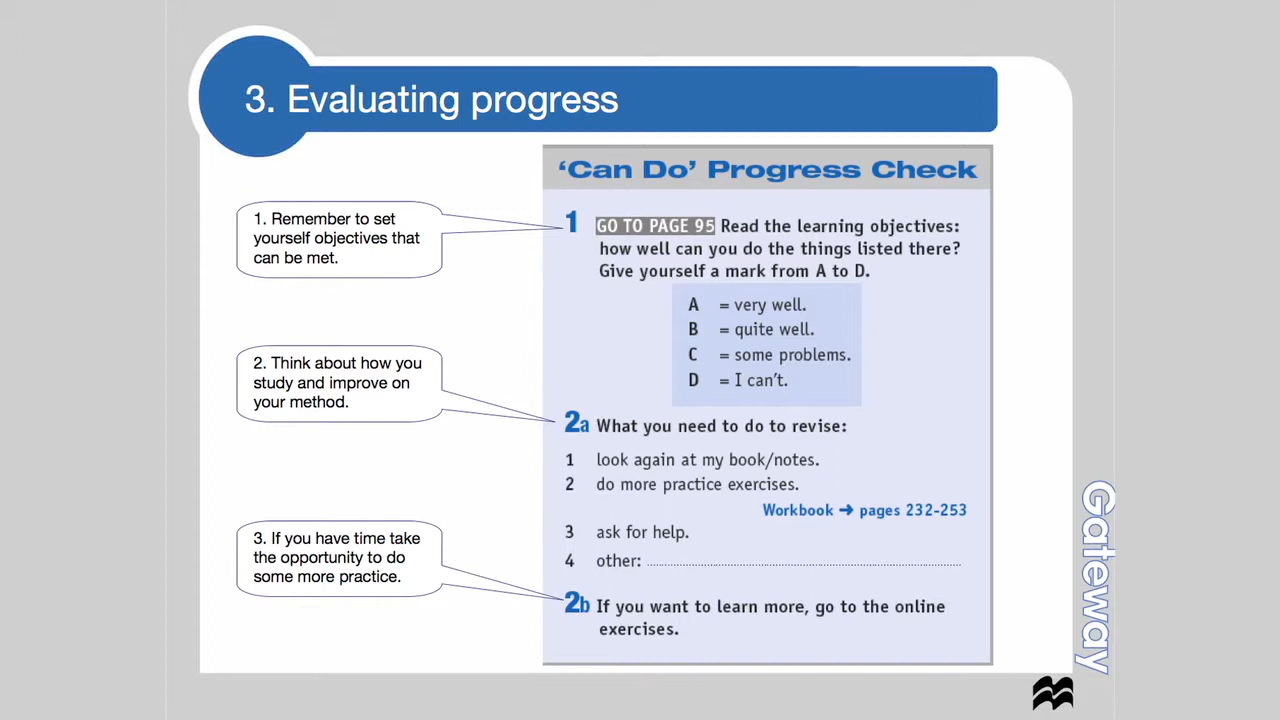 3. Evaluating progress
1. Remember to set
yourself objectives that
can be met.
2. Think about how you
study and improve on
your method.
3. If you have time take
the opportunity to do
some more practice.
‘Can Do’ Progress Check
1 GO TO PAGE 95 Read the learning objectives:
how well can you do the things listed there?
Give yourself a mark from A to D.
A = very well.
B = quite well.
C = some problems.
D = I can’t.
2a What you need to do to revise:
1 look again at my book/notes.
2 do more practice exercises.
Workbook ➜ pages 232-253
3 ask for help.
4 other: ........................................
2b If you want to learn more, go to the online
exercises.
Gateway